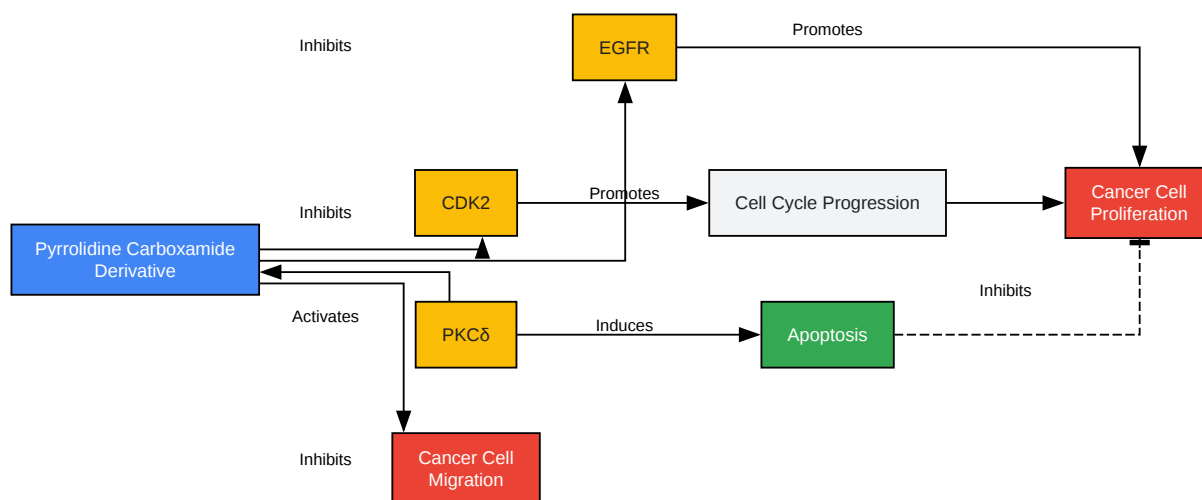 Promotes
Inhibits
EGFR
CDK2
Promotes
Cell Cycle Progression
Cancer Cell
Proliferation
Inhibits
Pyrrolidine Carboxamide
Derivative
Inhibits
Activates
PKCδ
Induces
Apoptosis
Inhibits
Cancer Cell
Migration